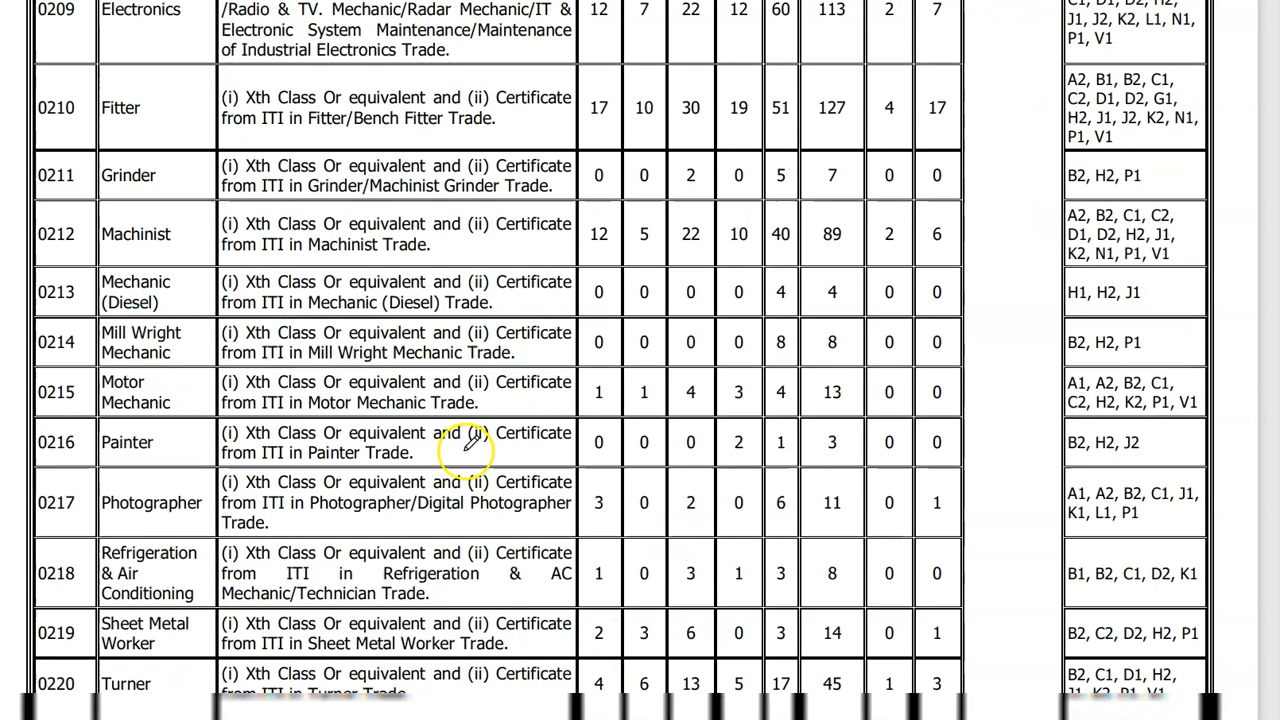 0209 Electronics /Radio & TV. Mechanic/Radar Mechanic/IT & 12 7 22 12 60 113 2 7 C1, D1, D2, H2,
Electronic System Maintenance/Maintenance J1, J2, K2, L1, N1,
of Industrial Electronics Trade. P1, V1
A2, B1, B2, C1,
0210 Fitter (i) Xth Class Or equivalent and (ii) Certificate 17 10 30 19 51 127 4 17 C2, D1, D2, G1,
from ITI in Fitter/Bench Fitter Trade. H2, J1, J2, K2, N1,
P1, V1
0211 Grinder (i) Xth Class Or equivalent and (ii) Certificate 0 0 2 0 5 7 0 0 B2, H2, P1
from ITI in Grinder/Machinist Grinder Trade.
0212 Machinist (i) Xth Class Or equivalent and (ii) Certificate 12 5 22 10 40 89 2 6 A2, B2, C1, C2,
from ITI in Machinist Trade. D1, D2, H2, J1,
K2, N1, P1, V1
0213 Mechanic (i) Xth Class Or equivalent and (ii) Certificate 0 0 0 0 4 4 0 0 H1, H2, J1
(Diesel) from ITI in Mechanic (Diesel) Trade.
0214 Mill Wright (i) Xth Class Or equivalent and (ii) Certificate 0 0 0 0 8 8 0 0 B2, H2, P1
Mechanic from ITI in Mill Wright Mechanic Trade.
0215 Motor (i) Xth Class Or equivalent and (ii) Certificate 1 1 4 3 4 13 0 0 A1, A2, B2, C1,
Mechanic from ITI in Motor Mechanic Trade. C2, H2, K2, P1, V1
0216 Painter (i) Xth Class Or equivalent and (ii) Certificate 0 0 0 2 1 3 0 0 B2, H2, J2
from ITI in Painter Trade.
0217 Photographer (i) Xth Class Or equivalent and (ii) Certificate 3 0 2 0 6 11 0 1 A1, A2, B2, C1, J1,
from ITI in Photographer/Digital Photographer K1, L1, P1
Trade.
0218 Refrigeration (i) Xth Class Or equivalent and (ii) Certificate 1 0 3 1 3 8 0 0 B1, B2, C1, D2, K1
& Air from ITI in Refrigeration & AC
Conditioning Mechanic/Technician Trade.
0219 Sheet Metal (i) Xth Class Or equivalent and (ii) Certificate 2 3 6 0 3 14 0 1 B2, C2, D2, H2, P1
Worker from ITI in Sheet Metal Worker Trade.
0220 Turner (i) Xth Class Or equivalent and (ii) Certificate 4 6 13 5 17 45 1 3 B2, C1, D1, H2,
from ITI in Turner Trade. J1, K2, P1, V1